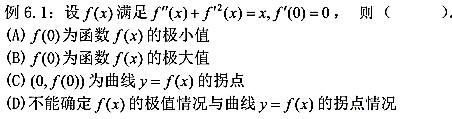 例 6.1：设 f(x) 满足 f''(x) + f'²(x) = x, f'(0) = 0， 则（ ）.
(A) f(0) 为函数 f(x) 的极小值
(B) f(0) 为函数 f(x) 的极大值
(C) (0, f(0)) 为曲线 y = f(x) 的拐点
(D) 不能确定 f(x) 的极值情况与曲线 y = f(x) 的拐点情况